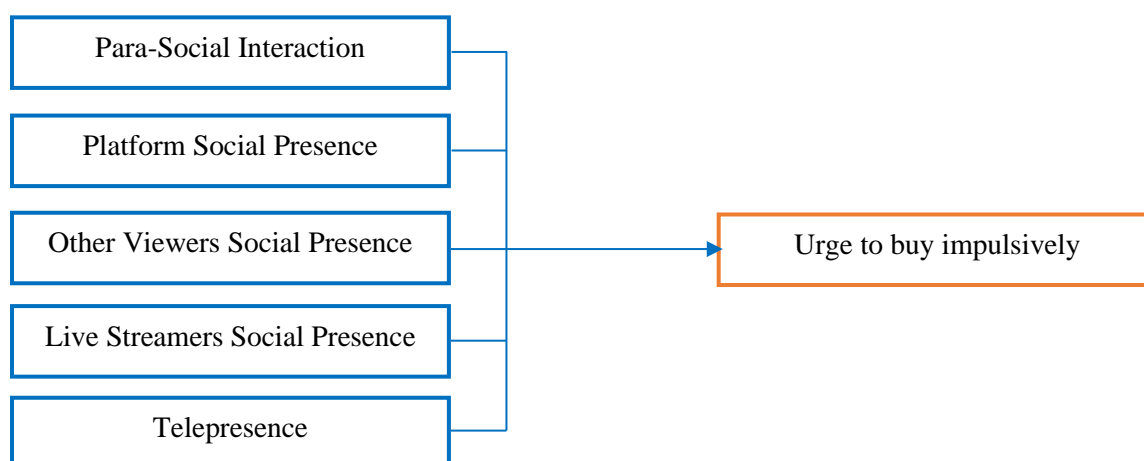 Para-Social Interaction
Platform Social Presence
Other Viewers Social Presence
Urge to buy impulsively
Live Streamers Social Presence
Telepresence